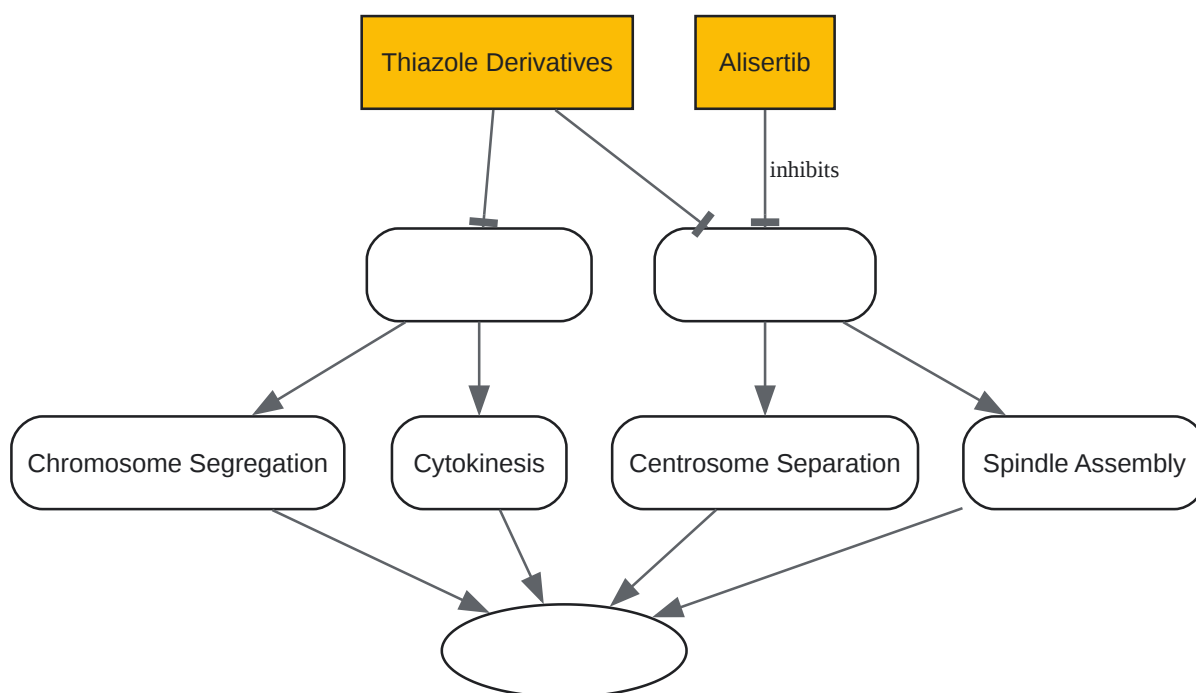 Thiazole Derivatives
Alisertib
inhibits
Chromosome Segregation
Cytokinesis
Centrosome Separation
Spindle Assembly